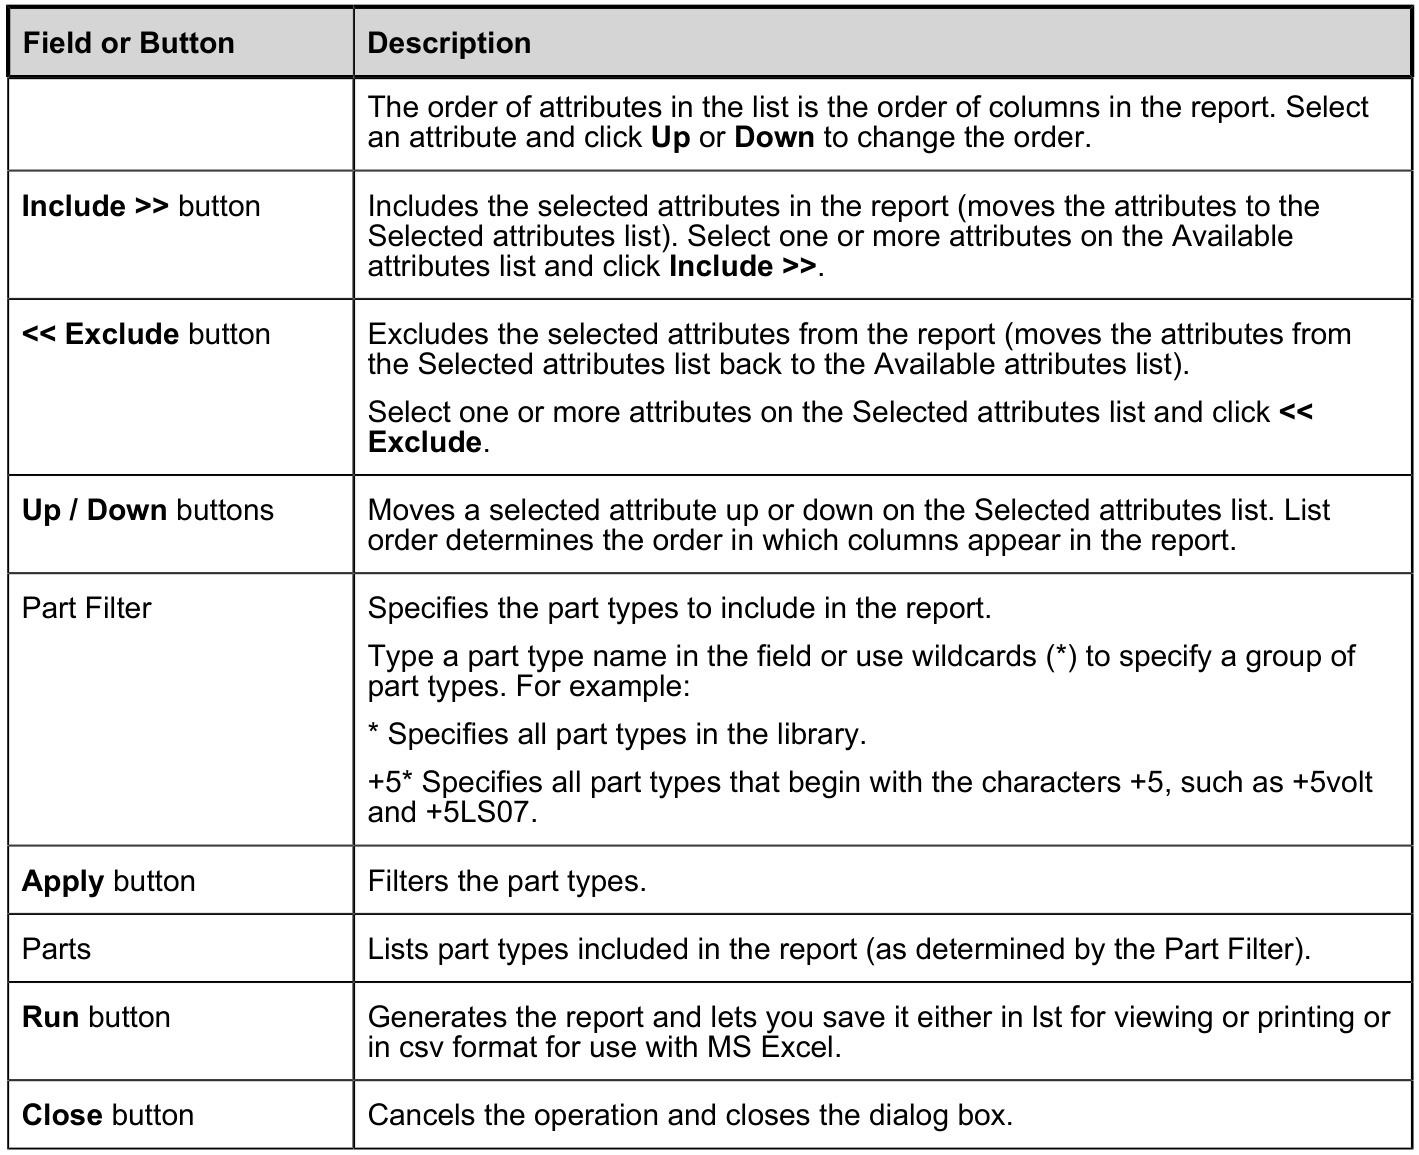 Field or Button
Description
The order of attributes in the list is the order of columns in the report. Select
an attribute and click Up or Down to change the order.
Include >> button
Includes the selected attributes in the report (moves the attributes to the
Selected attributes list). Select one or more attributes on the Available
attributes list and click Include >>.
<< Exclude button
Excludes the selected attributes from the report (moves the attributes from
the Selected attributes list back to the Available attributes list).
Select one or more attributes on the Selected attributes list and click <<
Exclude.
Up / Down buttons
Moves a selected attribute up or down on the Selected attributes list. List
order determines the order in which columns appear in the report.
Part Filter
Specifies the part types to include in the report.
Type a part type name in the field or use wildcards (*) to specify a group of
part types. For example:
* Specifies all part types in the library.
+5* Specifies all part types that begin with the characters +5, such as +5volt
and +5LS07.
Apply button
Filters the part types.
Parts
Lists part types included in the report (as determined by the Part Filter).
Run button
Generates the report and lets you save it either in lst for viewing or printing or
in csv format for use with MS Excel.
Close button
Cancels the operation and closes the dialog box.